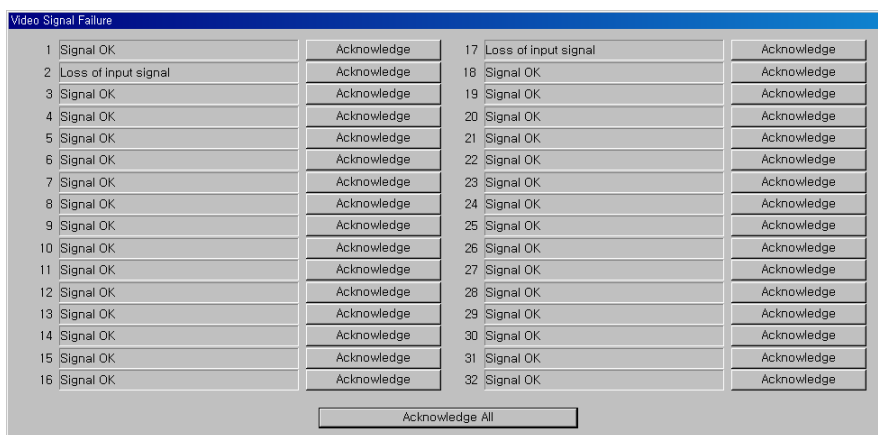 Video Signal Failure
1 Signal OK Acknowledge 17 Loss of input signal Acknowledge
2 Loss of input signal Acknowledge 18 Signal OK Acknowledge
3 Signal OK Acknowledge 19 Signal OK Acknowledge
4 Signal OK Acknowledge 20 Signal OK Acknowledge
5 Signal OK Acknowledge 21 Signal OK Acknowledge
6 Signal OK Acknowledge 22 Signal OK Acknowledge
7 Signal OK Acknowledge 23 Signal OK Acknowledge
8 Signal OK Acknowledge 24 Signal OK Acknowledge
9 Signal OK Acknowledge 25 Signal OK Acknowledge
10 Signal OK Acknowledge 26 Signal OK Acknowledge
11 Signal OK Acknowledge 27 Signal OK Acknowledge
12 Signal OK Acknowledge 28 Signal OK Acknowledge
13 Signal OK Acknowledge 29 Signal OK Acknowledge
14 Signal OK Acknowledge 30 Signal OK Acknowledge
15 Signal OK Acknowledge 31 Signal OK Acknowledge
16 Signal OK Acknowledge 32 Signal OK Acknowledge
Acknowledge All